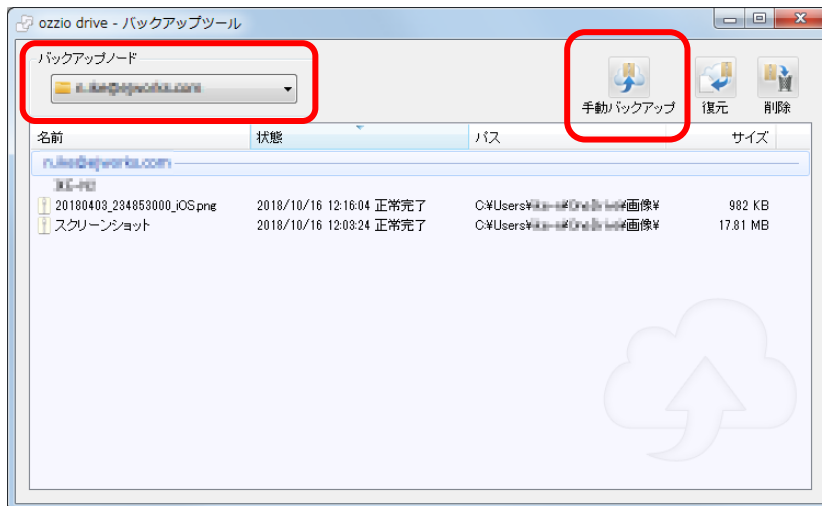 ozzio drive - バックアップツール
バックアップノード
手動バックアップ 復元 削除
名前 状態 パス サイズ
20180403_234853000_iOS.png 2018/10/16 12:16:04 正常完了 C:¥Users¥ ¥画像¥ 982 KB
スクリーンショット 2018/10/16 12:03:24 正常完了 C:¥Users¥ ¥画像¥ 17.81 MB